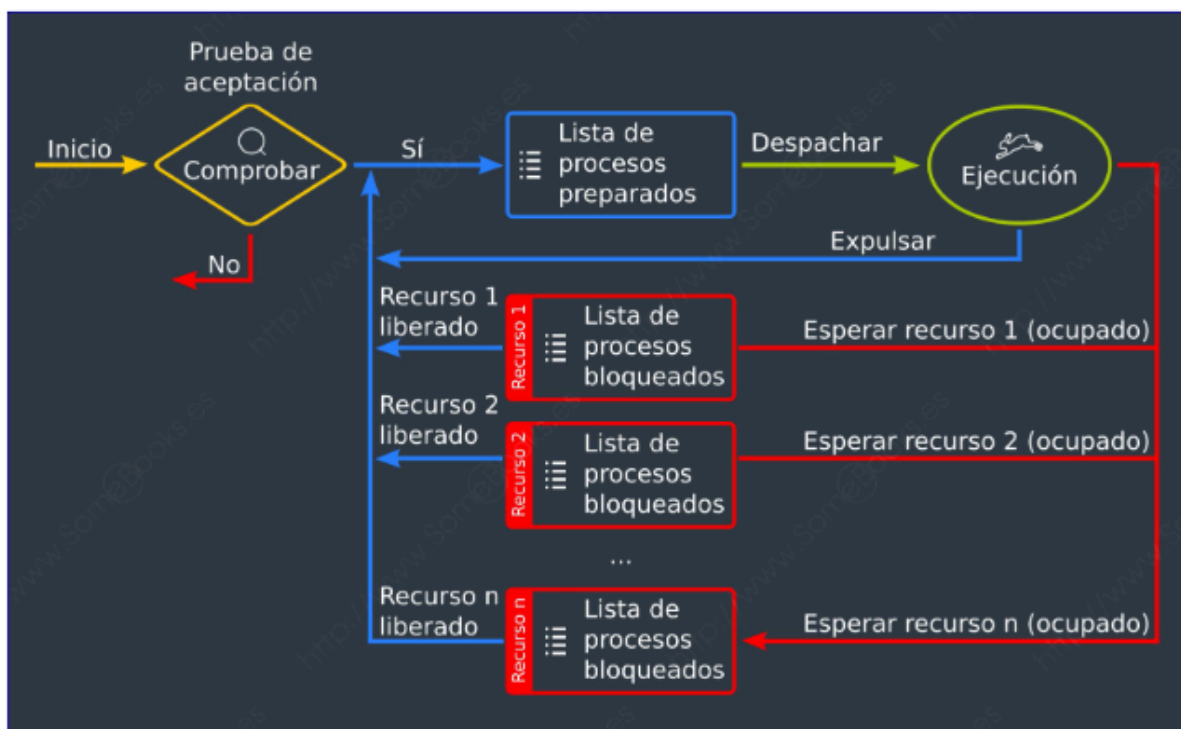 Prueba de
aceptación
Inicio
Comprobar
Sí
Lista de
procesos
preparados
Despachar
Ejecución
No
Expulsar
Recurso 1
liberado
Recurso 1
Lista de
procesos
bloqueados
Esperar recurso 1 (ocupado)
Recurso 2
liberado
Recurso 2
Lista de
procesos
bloqueados
Esperar recurso 2 (ocupado)
...
Recurso n
liberado
Recurso n
Lista de
procesos
bloqueados
Esperar recurso n (ocupado)